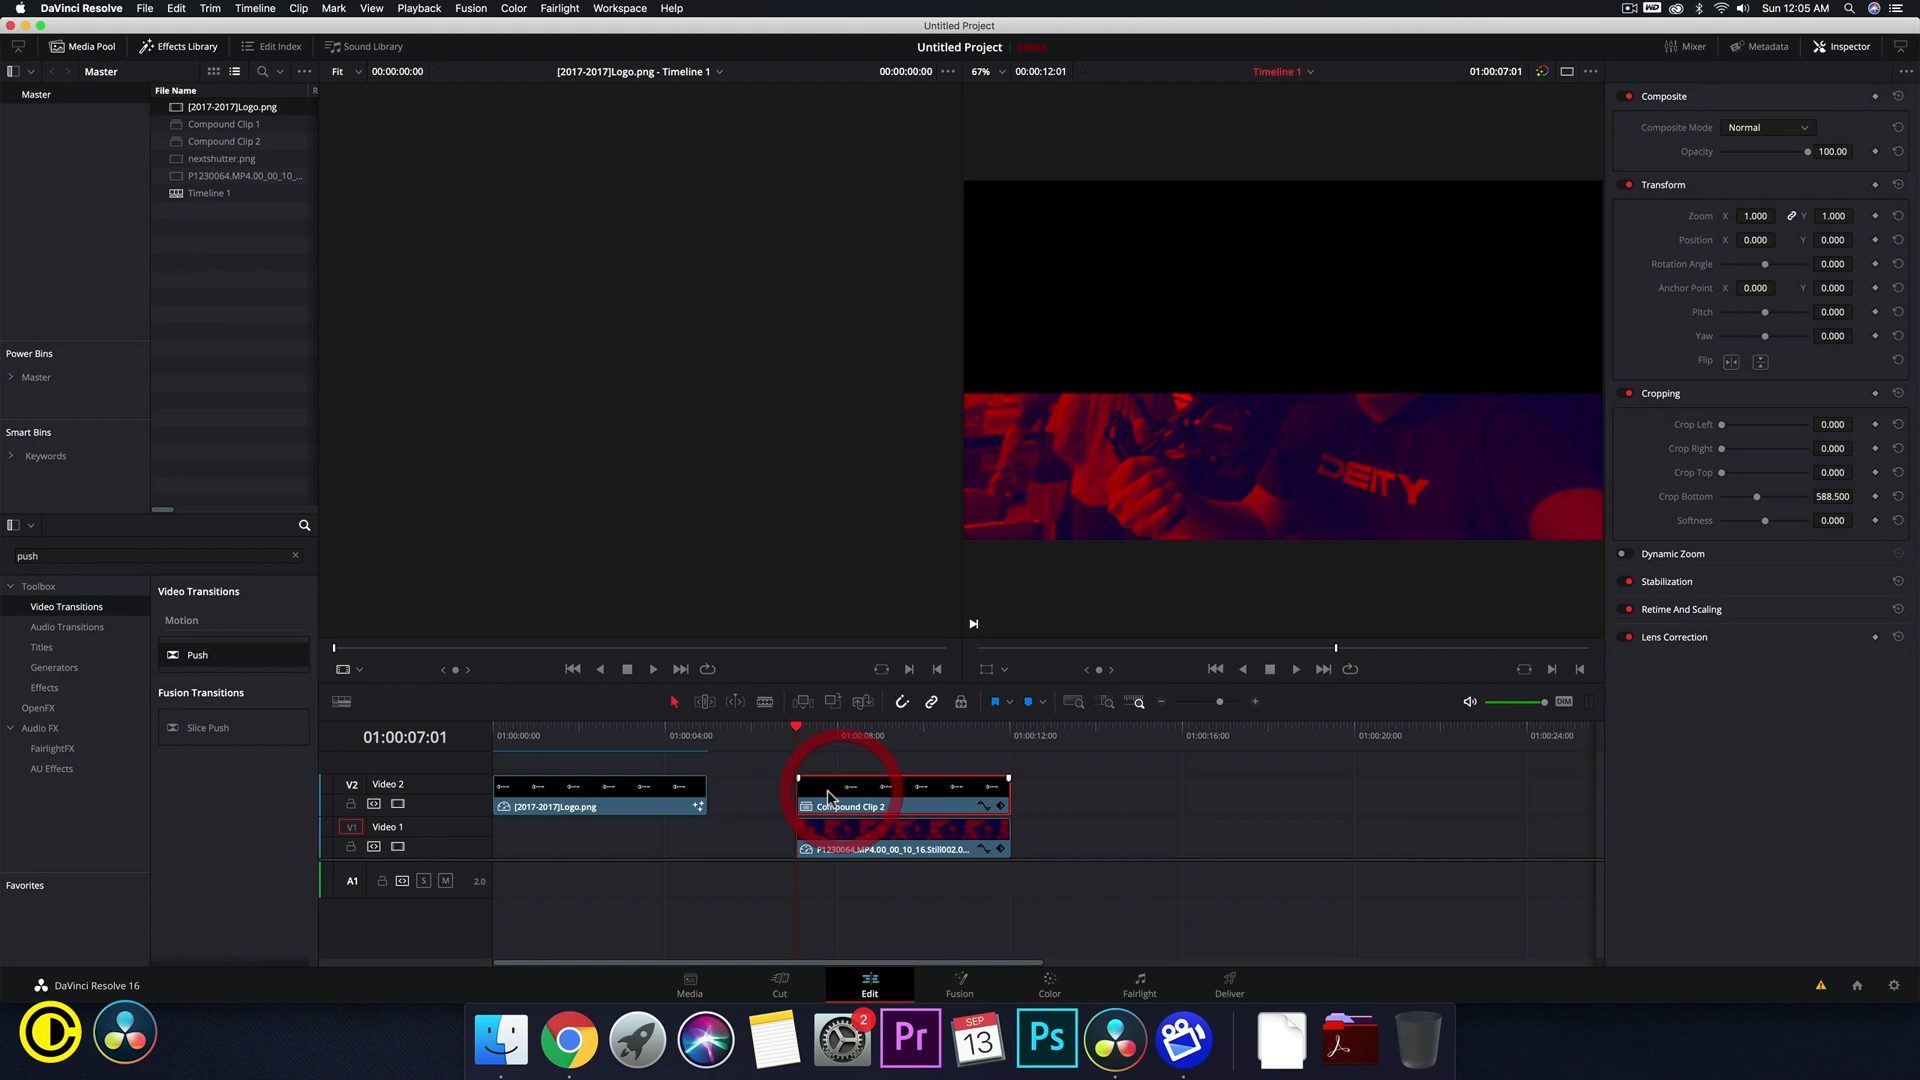 DaVinci Resolve File Edit Trim Timeline Clip Mark View Playback Fusion Color Fairlight Workspace Help
Sun 12:05 AM
Untitled Project
Media Pool Effects Library Edit Index Sound Library
Untitled Project Edited
Mixer Metadata Inspector
Master
Fit 00:00:00:00 [2017-2017]Logo.png - Timeline 1 00:00:00:00
67% 00:00:12:01 Timeline 1 01:00:07:01
Master
File Name R
[2017-2017]Logo.png
Compound Clip 1
Compound Clip 2
nextshutter.png
P1230064.MP4.00_00_10_...
Timeline 1
Power Bins
Master
Smart Bins
Keywords
DEITY
Composite
Composite Mode Normal
Opacity 100.00
Transform
Zoom X 1.000 Y 1.000
Position X 0.000 Y 0.000
Rotation Angle 0.000
Anchor Point X 0.000 Y 0.000
Pitch 0.000
Yaw 0.000
Flip
Cropping
Crop Left 0.000
Crop Right 0.000
Crop Top 0.000
Crop Bottom 588.500
Softness 0.000
Dynamic Zoom
Stabilization
Retime And Scaling
Lens Correction
push
Toolbox
Video Transitions
Audio Transitions
Titles
Generators
Effects
OpenFX
Audio FX
FairlightFX
AU Effects
Favorites
Video Transitions
Motion
Push
Fusion Transitions
Slice Push
DIM
01:00:07:01
01:00:00:00 01:00:04:00 01:00:08:00 01:00:12:00 01:00:16:00 01:00:20:00 01:00:24:00
V2 Video 2
[2017-2017]Logo.png
Compound Clip 2
V1 Video 1
P1230064.MP4.00_00_10_16.Still002.0...
A1 S M 2.0
DaVinci Resolve 16
Media Cut Edit Fusion Color Fairlight Deliver
2
Pr
SEP
13
Ps